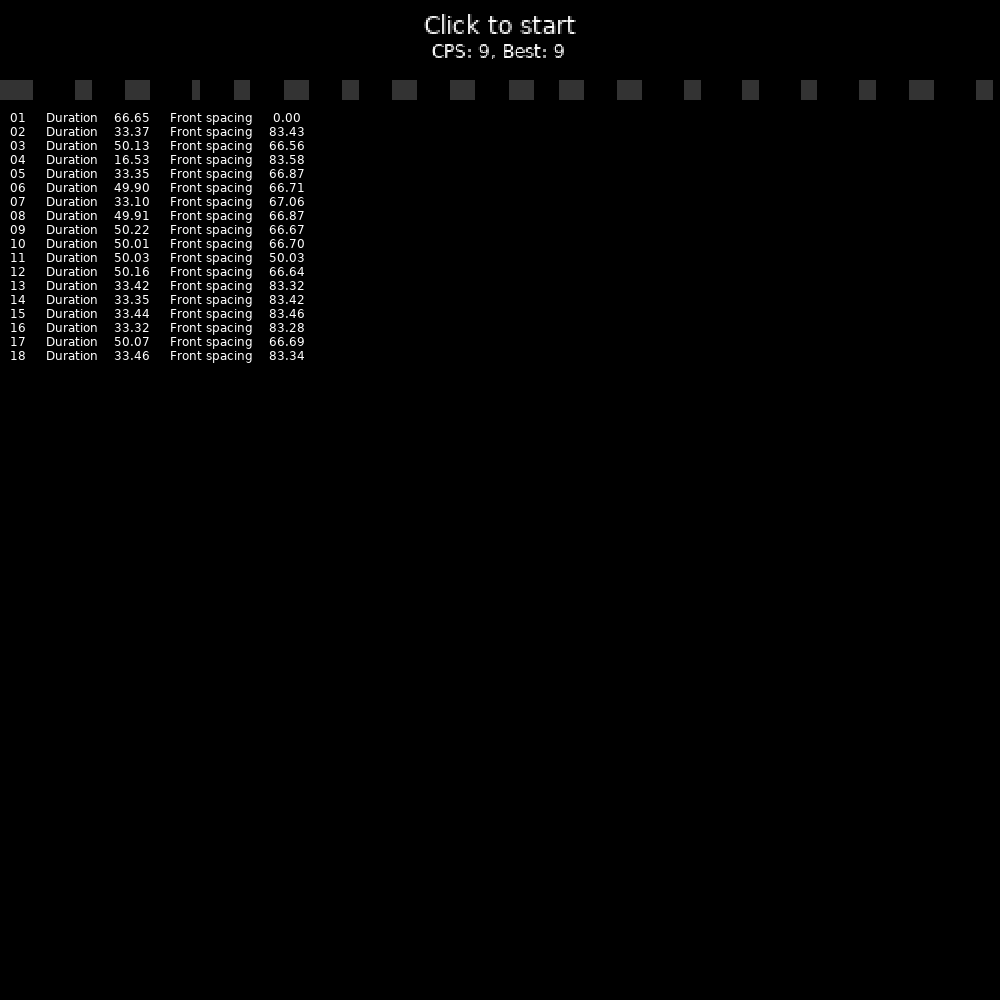 Click to start
CPS: 9, Best: 9
01 Duration 66.65 Front spacing 0.00
02 Duration 33.37 Front spacing 83.43
03 Duration 50.13 Front spacing 66.56
04 Duration 16.53 Front spacing 83.58
05 Duration 33.35 Front spacing 66.87
06 Duration 49.90 Front spacing 66.71
07 Duration 33.10 Front spacing 67.06
08 Duration 49.91 Front spacing 66.87
09 Duration 50.22 Front spacing 66.67
10 Duration 50.01 Front spacing 66.70
11 Duration 50.03 Front spacing 50.03
12 Duration 50.16 Front spacing 66.64
13 Duration 33.42 Front spacing 83.32
14 Duration 33.35 Front spacing 83.42
15 Duration 33.44 Front spacing 83.46
16 Duration 33.32 Front spacing 83.28
17 Duration 50.07 Front spacing 66.69
18 Duration 33.46 Front spacing 83.34